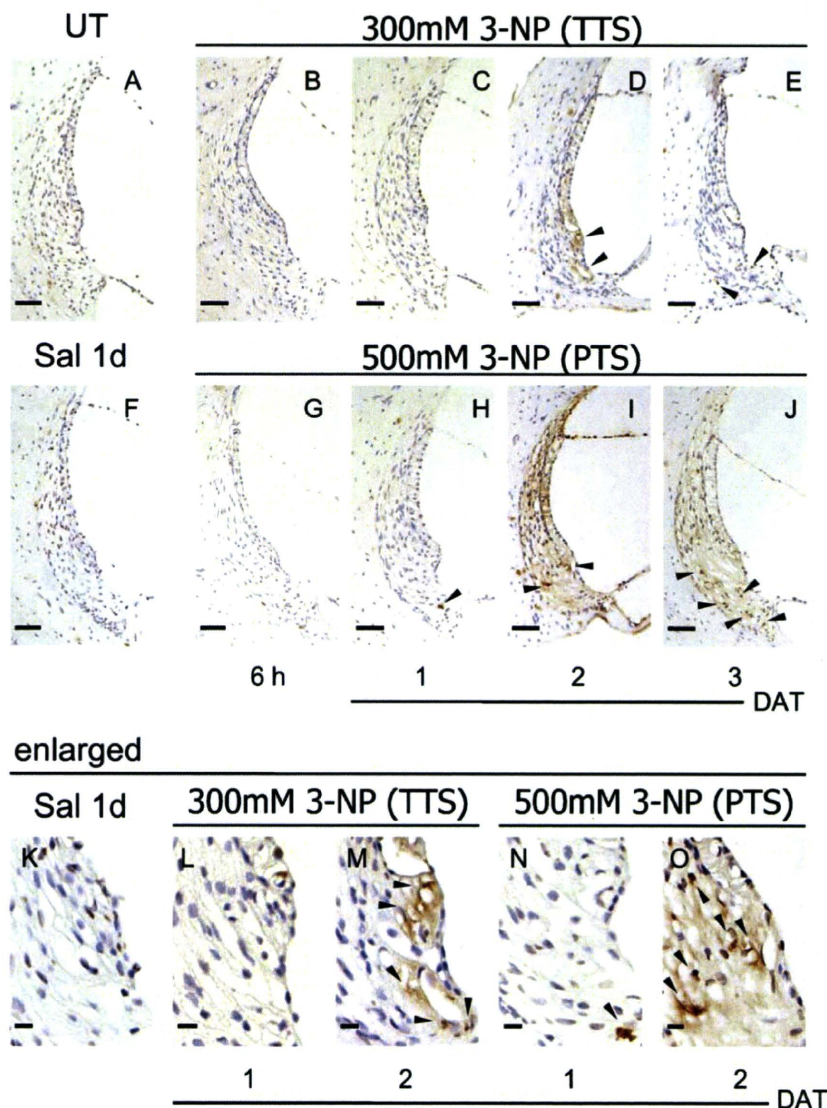 UT 300mM 3-NP (TTS)
A B C D E
Sal 1d 500mM 3-NP (PTS)
F G H I J
6 h 1 2 3
DAT
enlarged
Sal 1d 300mM 3-NP (TTS) 500mM 3-NP (PTS)
K L M N O
1 2 1 2
DAT